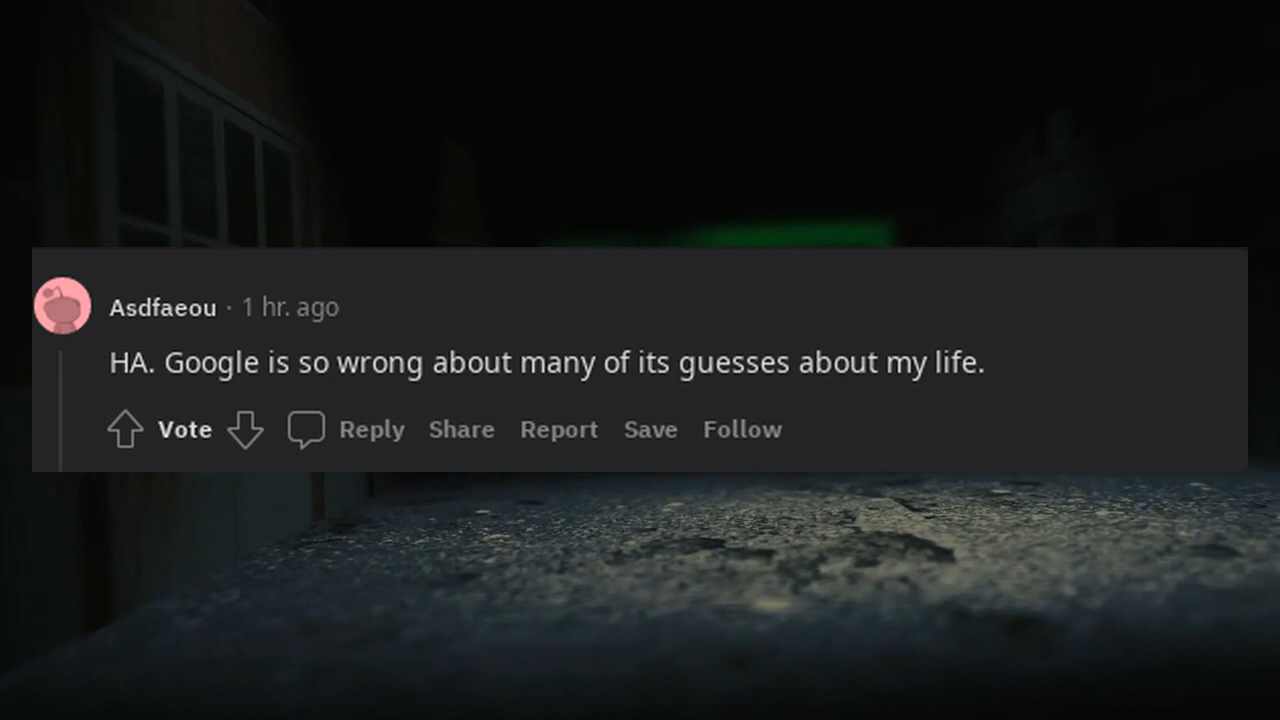 Asdfaeou · 1 hr. ago
HA. Google is so wrong about many of its guesses about my life.
Vote Reply Share Report Save Follow